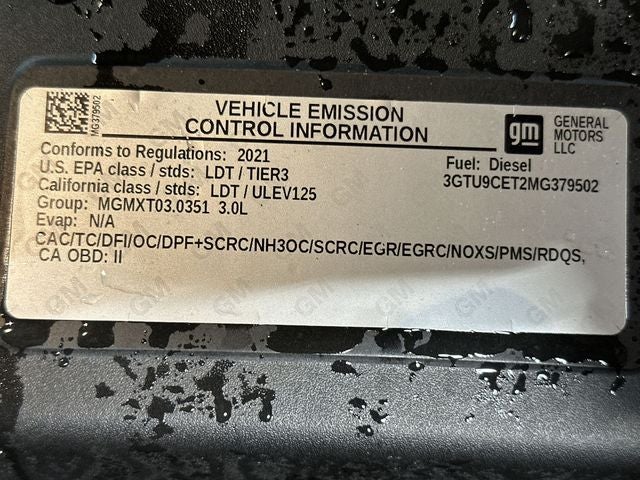 MG379502
VEHICLE EMISSION
CONTROL INFORMATION
gm
GENERAL
MOTORS
LLC
Conforms to Regulations: 2021
U.S. EPA class / stds: LDT / TIER3
California class / stds: LDT / ULEV125
Group: MGMXT03.0351 3.0L
Evap: N/A
Fuel: Diesel
3GTU9CET2MG379502
CAC/TC/DFI/OC/DPF+SCRC/NH3OC/SCRC/EGR/EGRC/NOXS/PMS/RDQS,
CA OBD: II